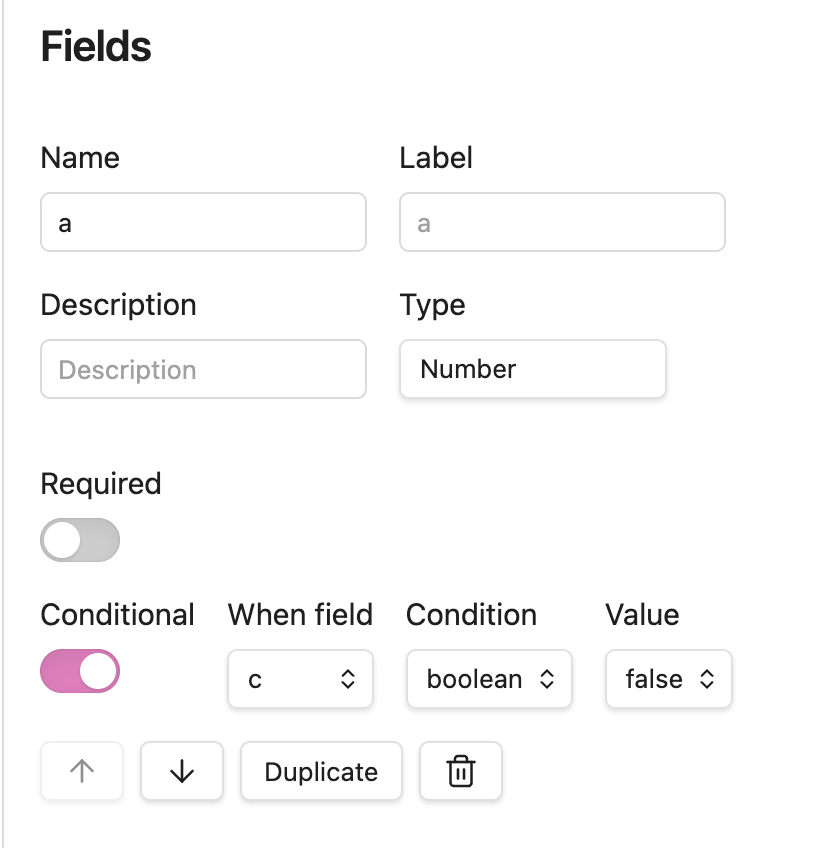 Fields
Name Label
a a
Description Type
Description Number
Required
Conditional When field Condition Value
c boolean false
Duplicate